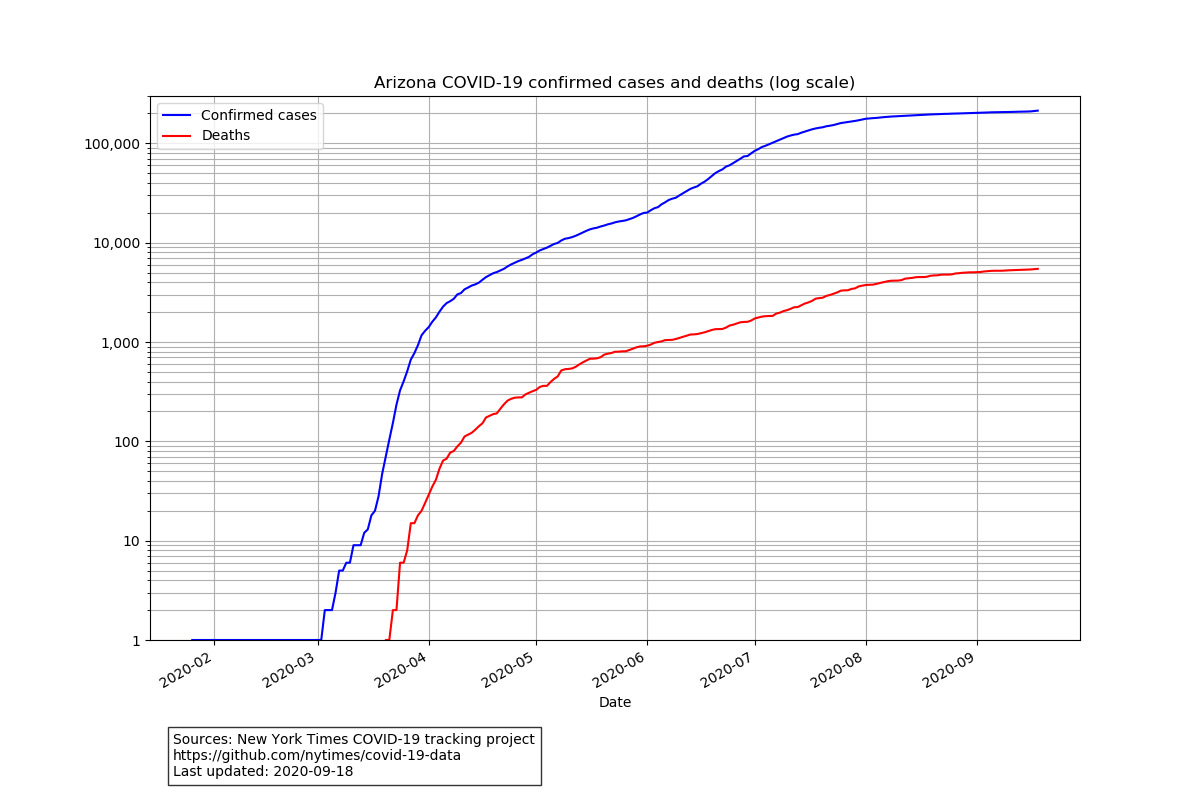 Arizona COVID-19 confirmed cases and deaths (log scale)
Confirmed cases
Deaths
100,000
10,000
1,000
100
10
1
2020-02
2020-03
2020-04
2020-05
2020-06
2020-07
2020-08
2020-09
Date
Sources: New York Times COVID-19 tracking project
https://github.com/nytimes/covid-19-data
Last updated: 2020-09-18